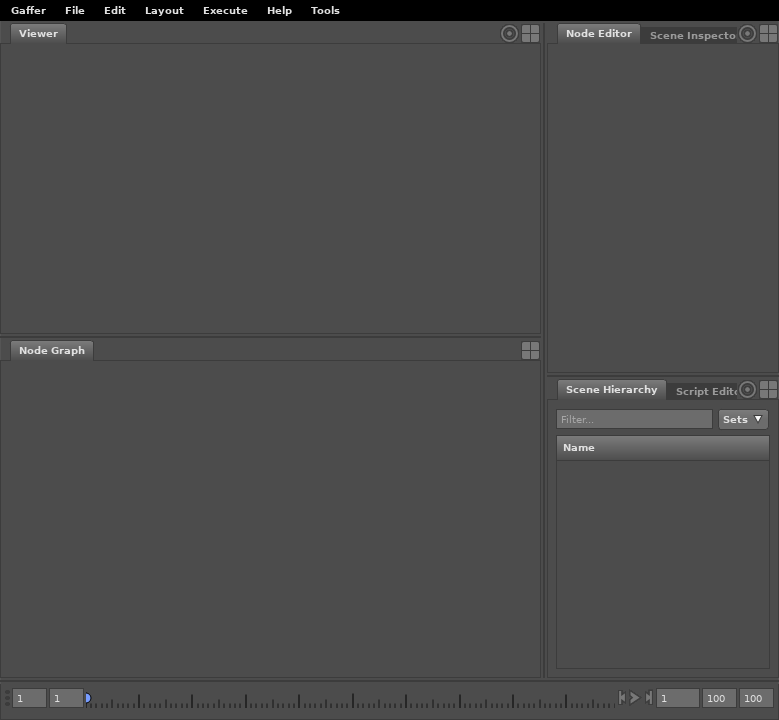 Gaffer File Edit Layout Execute Help Tools
Viewer
Node Editor Scene Inspecto
Node Graph
Scene Hierarchy Script Edit
Filter... Sets
Name
1 1 1 100 100